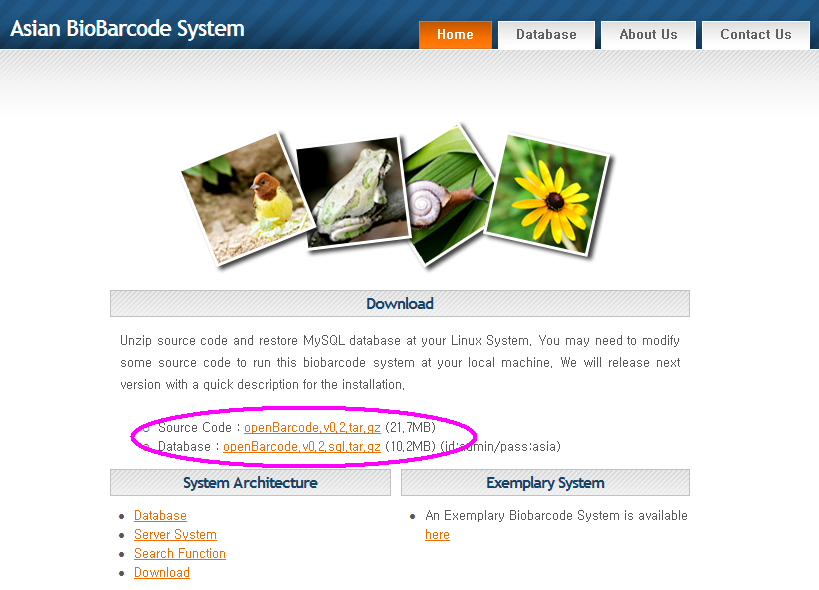 Asian BioBarcode System
Home
Database
About Us
Contact Us
Download
Unzip source code and restore MySQL database at your Linux System. You may need to modify
some source code to run this biobarcode system at your local machine. We will release next
version with a quick description for the installation.
Source Code : openBarcode.v0.2.tar.gz (21.7MB)
Database : openBarcode.v0.2.sql.tar.gz (10.2MB) (id:admin/pass:asia)
System Architecture
Database
Server System
Search Function
Download
Exemplary System
An Exemplary Biobarcode System is available
here